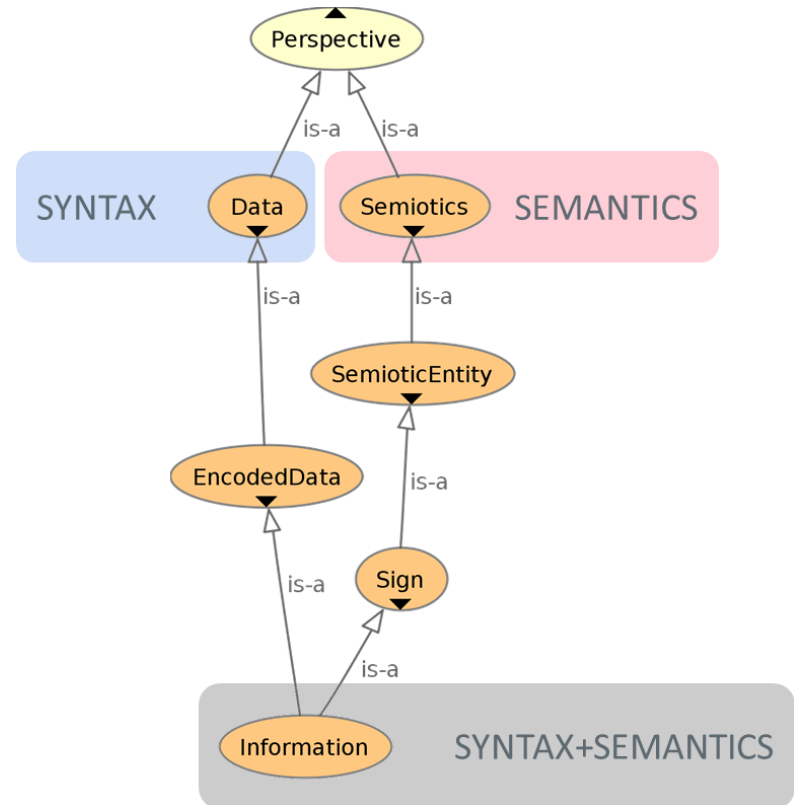 Perspective
is-a is-a
SYNTAX Data Semiotics SEMANTICS
is-a is-a
SemioticEntity
EncodedData
is-a
Sign
is-a
is-a
Information SYNTAX+SEMANTICS